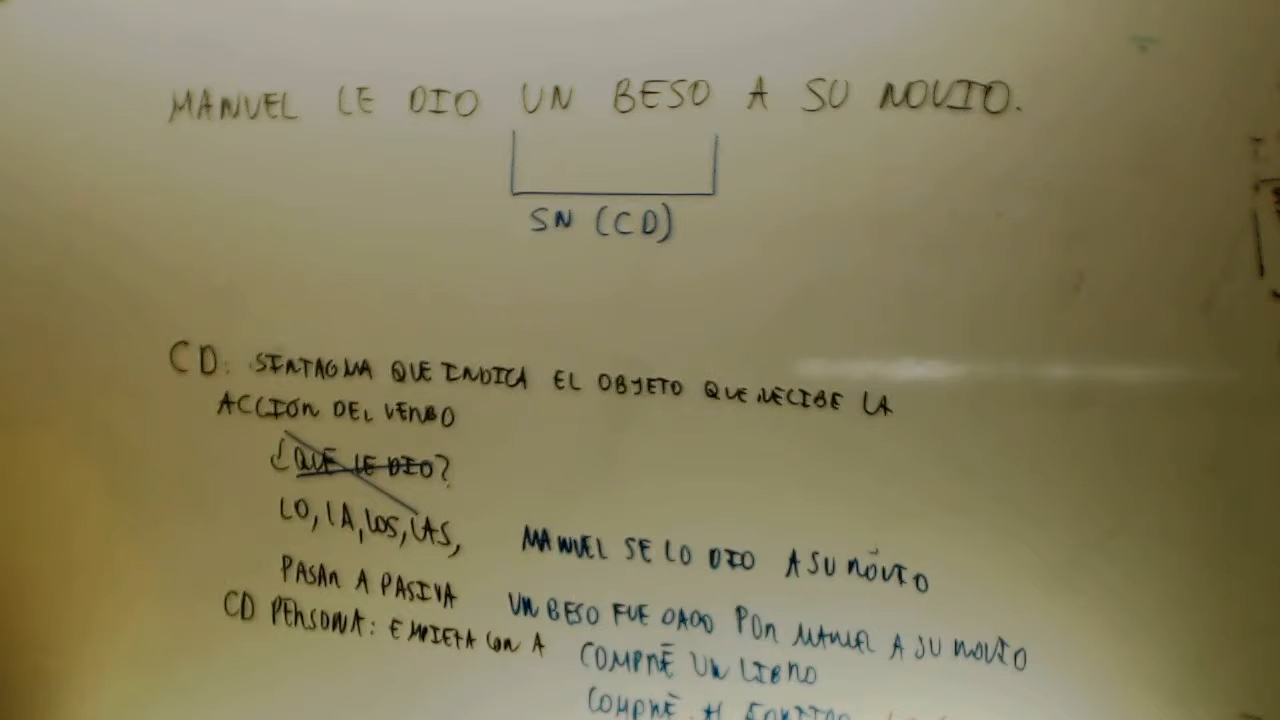 MANUEL LE DIO UN BESO A SU NOVIO.
SN (CD)
CD: SINTAGMA QUE INDICA EL OBJETO QUE RECIBE LA
ACCIÓN DEL VERBO
¿QUÉ LE DIO?
LO, LA, LOS, LAS,
MANUEL SE LO DIO A SU NOVIO
PASAR A PASIVA
UN BESO FUE DADO POR MANUEL A SU NOVIO
CD PERSONA: EMPIEZA CON A
COMPRÉ UN LIBRO
COMPRÉ